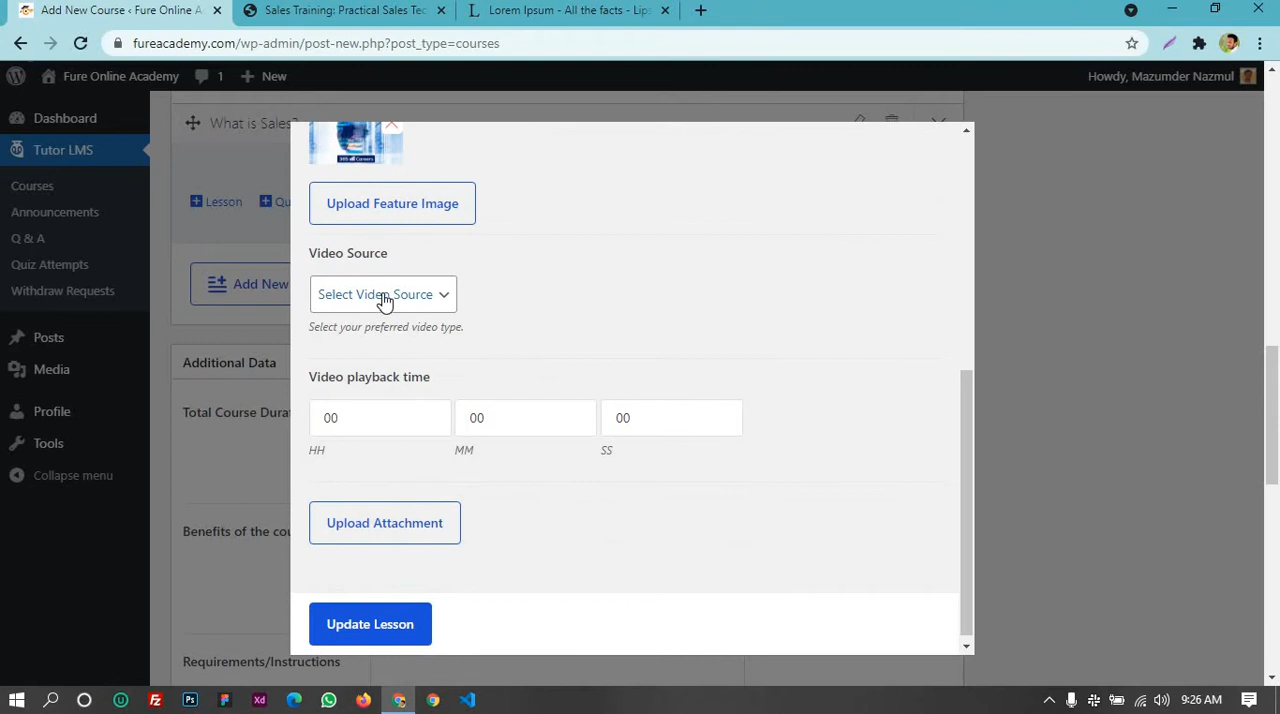 Add New Course ‹ Fure Online A
Sales Training: Practical Sales Tec
Lorem Ipsum - All the facts - Lips
fureacademy.com/wp-admin/post-new.php?post_type=courses
Fure Online Academy
1
New
Howdy, Mazumder Nazmul
Dashboard
What is Sales?
Tutor LMS
365 Careers
Courses
Lesson
Qu
Upload Feature Image
Announcements
Q & A
Video Source
Quiz Attempts
Add New
Select Video Source
Withdraw Requests
Select your preferred video type.
Posts
Additional Data
Media
Video playback time
Total Course Dura
Profile
00
00
00
Tools
HH
MM
SS
Collapse menu
Benefits of the cou
Upload Attachment
Update Lesson
Requirements/Instructions
9:26 AM